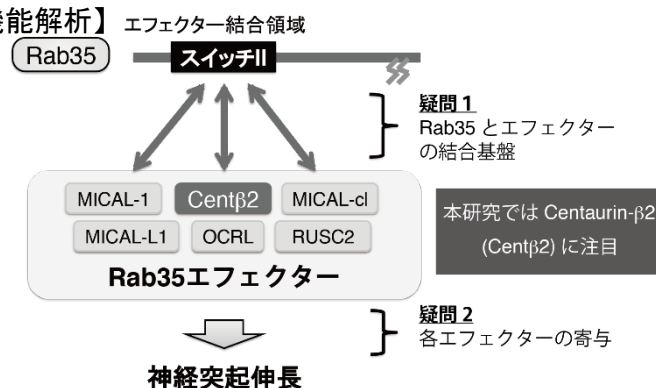 能解析】 エフェクター結合領域
Rab35
スイッチII
疑問 1
Rab35 とエフェクター
の結合基盤
MICAL-1 Centβ2 MICAL-cl
MICAL-L1 OCRL RUSC2
Rab35エフェクター
本研究では Centaurin-β2
(Centβ2) に注目
疑問 2
各エフェクターの寄与
神経突起伸長